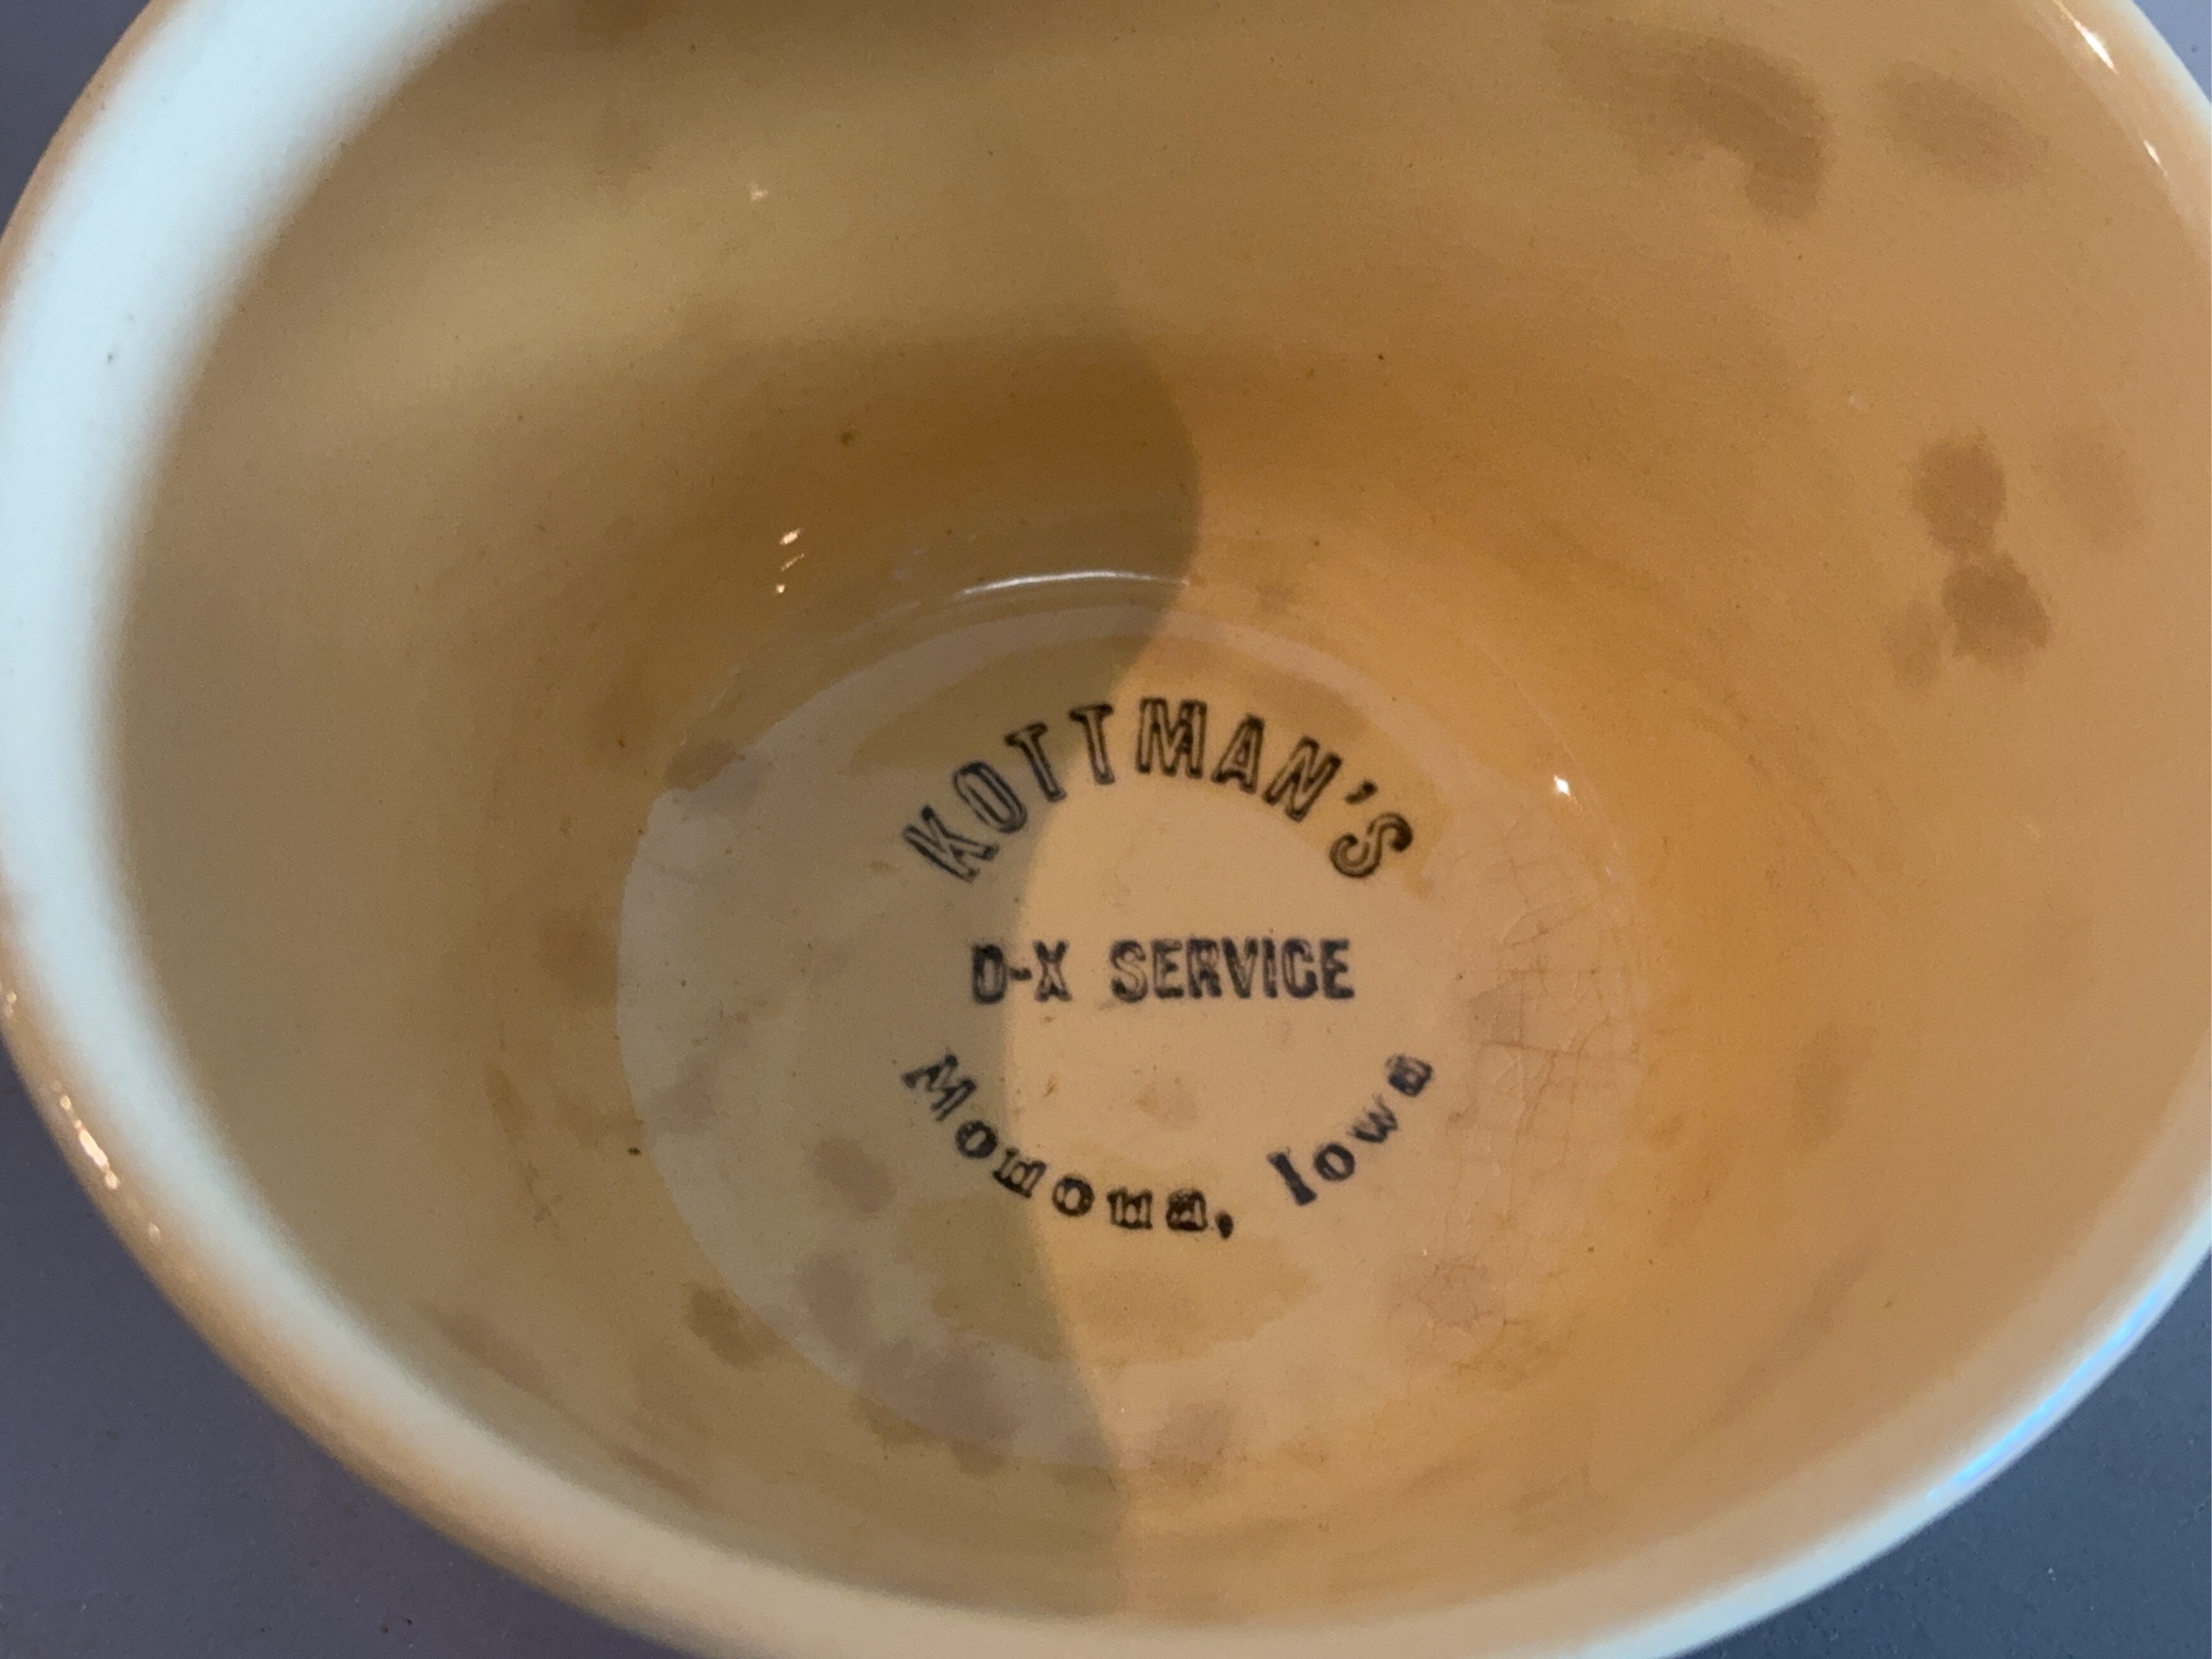 KOTTMAN'S
D-X SERVICE
Monona, Iowa